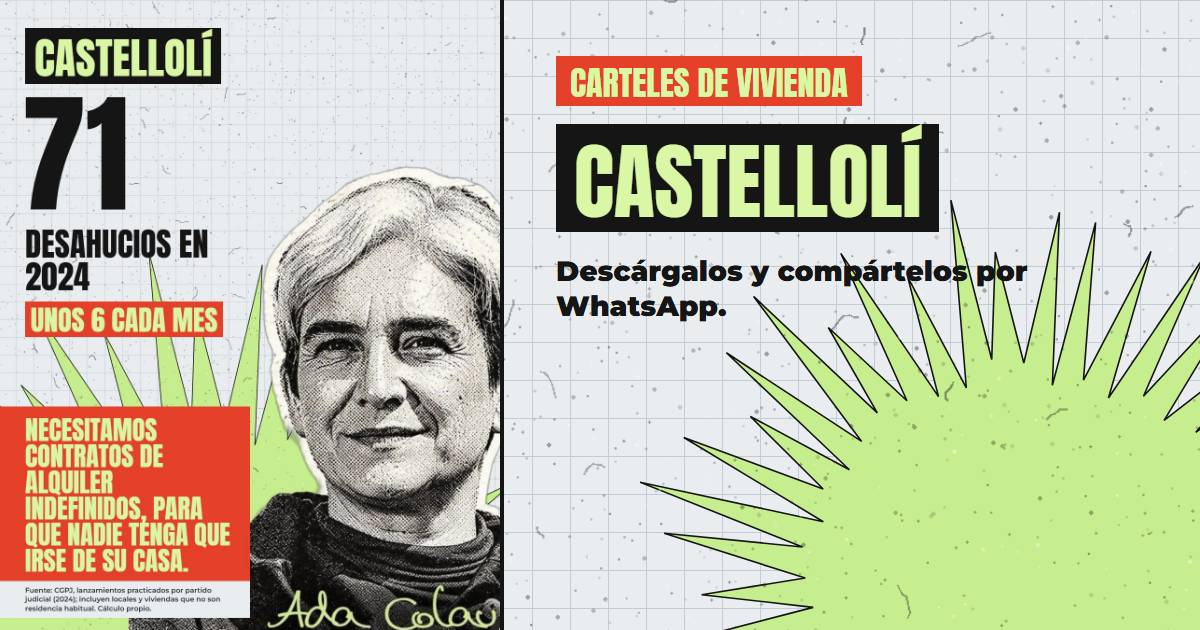 CASTELLOLÍ
71
DESAHUCIOS EN
2024
UNOS 6 CADA MES
NECESITAMOS
CONTRATOS DE
ALQUILER
INDEFINIDOS, PARA
QUE NADIE TENGA QUE
IRSE DE SU CASA.
Fuente: CGPJ, lanzamientos practicados por partido
judicial (2024); incluyen locales y viviendas que no son
residencia habitual. Cálculo propio.
Ada Colau
CARTELES DE VIVIENDA
CASTELLOLÍ
Descárgalos y compártelos por
WhatsApp.